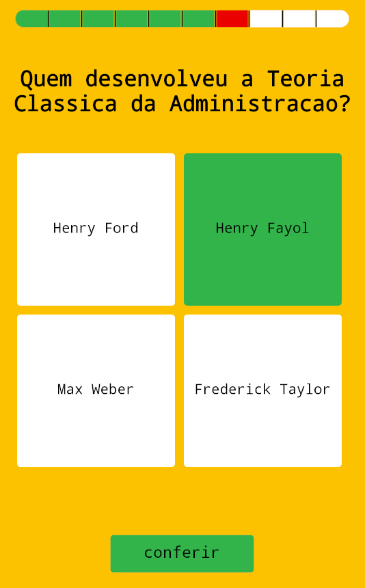 Quem desenvolveu a Teoria
Classica da Administracao?
Henry Ford
Henry Fayol
Max Weber
Frederick Taylor
conferir